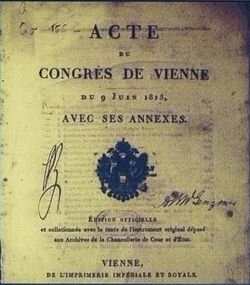 ACTE
DU
CONGRÈS DE VIENNE
DU 9 JUIN 1815,
AVEC SES ANNEXES.
ÉDITION OFFICIELLE
et collationnée avec le texte de l'instrument original déposé
aux Archives de la Chancellerie de Cour et d'État.
VIENNE,
DE L'IMPRIMERIE IMPÉRIALE ET ROYALE.